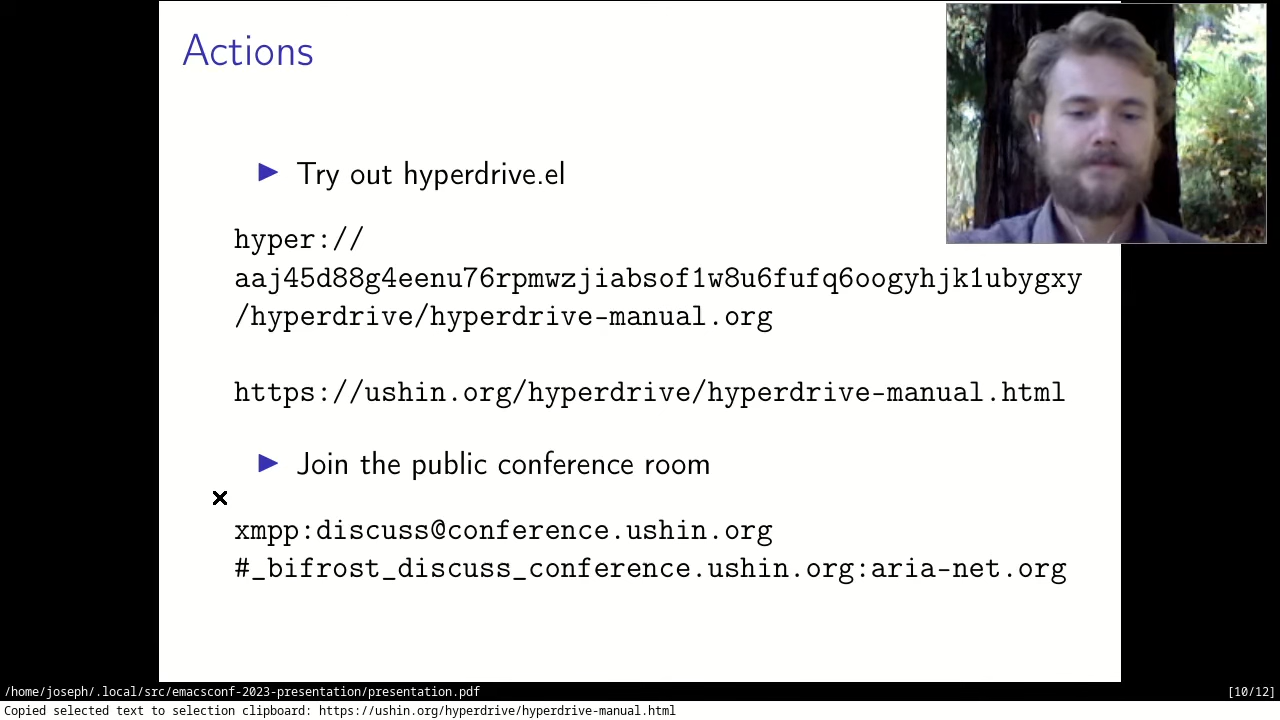 Actions
Try out hyperdrive.el
hyper://
aaj45d88g4eenu76rpmwzjiabsof1w8u6fufq6oogyhjk1ubygxy
/hyperdrive/hyperdrive-manual.org
https://ushin.org/hyperdrive/hyperdrive-manual.html
Join the public conference room
xmpp:discuss@conference.ushin.org
#_bifrost_discuss_conference.ushin.org:aria-net.org
/home/joseph/.local/src/emacsconf-2023-presentation/presentation.pdf [10/12]
Copied selected text to selection clipboard: https://ushin.org/hyperdrive/hyperdrive-manual.html